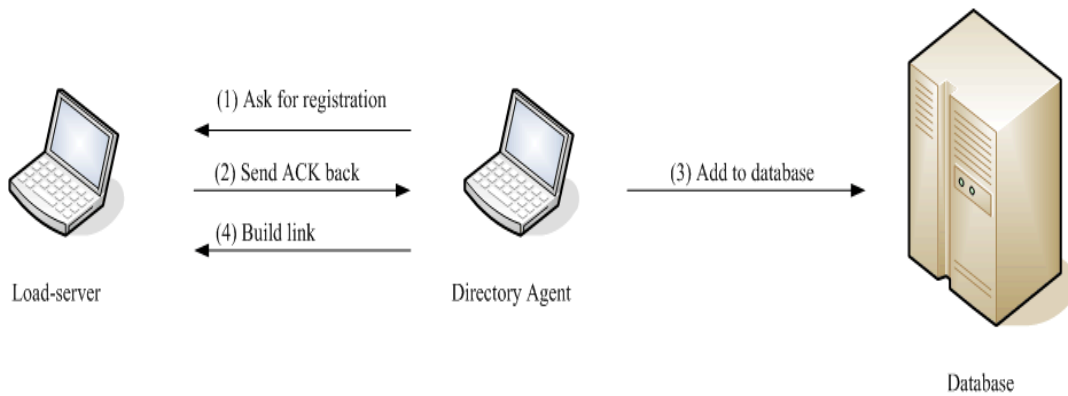 (1) Ask for registration
(2) Send ACK back
(3) Add to database
(4) Build link
Load-server
Directory Agent
Database